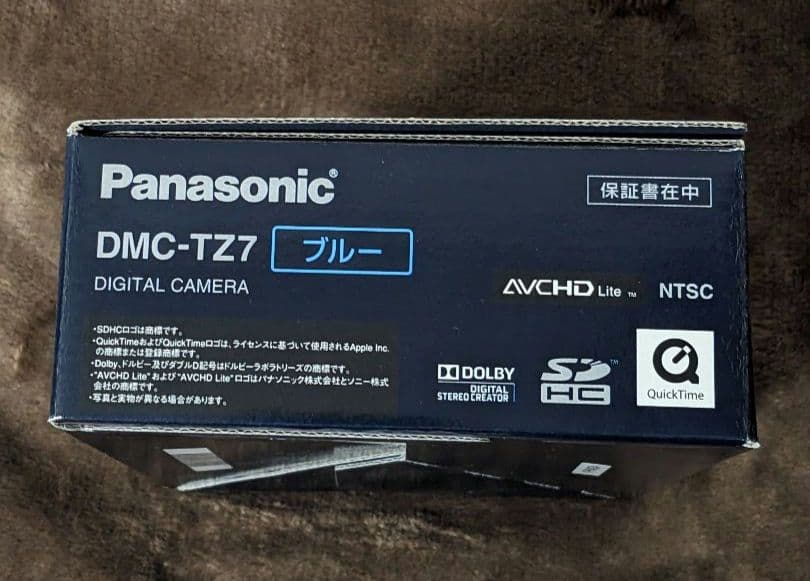 Panasonic®
保証書在中
DMC-TZ7 ブルー
DIGITAL CAMERA
AVCHD Lite ™ NTSC
・SDHCロゴは商標です。
・QuickTimeおよびQuickTimeロゴは、ライセンスに基づいて使用されるApple Inc.
の商標または登録商標です。
・Dolby、ドルビー及びダブルD記号はドルビーラボラトリーズの商標です。
・"AVCHD Lite"および"AVCHD Lite"ロゴはパナソニック株式会社とソニー株式
会社の商標です。
・写真と実物が異なる場合があります。
DOLBY
DIGITAL
STEREO CREATOR
SD™
HC
QuickTime